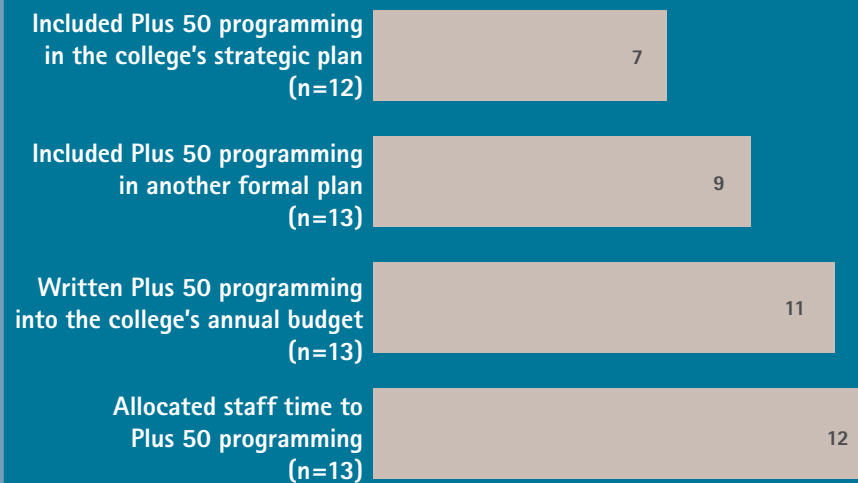 Included Plus 50 programming
in the college's strategic plan
(n=12)
7
Included Plus 50 programming
in another formal plan
(n=13)
9
Written Plus 50 programming
into the college's annual budget
(n=13)
11
Allocated staff time to
Plus 50 programming
(n=13)
12